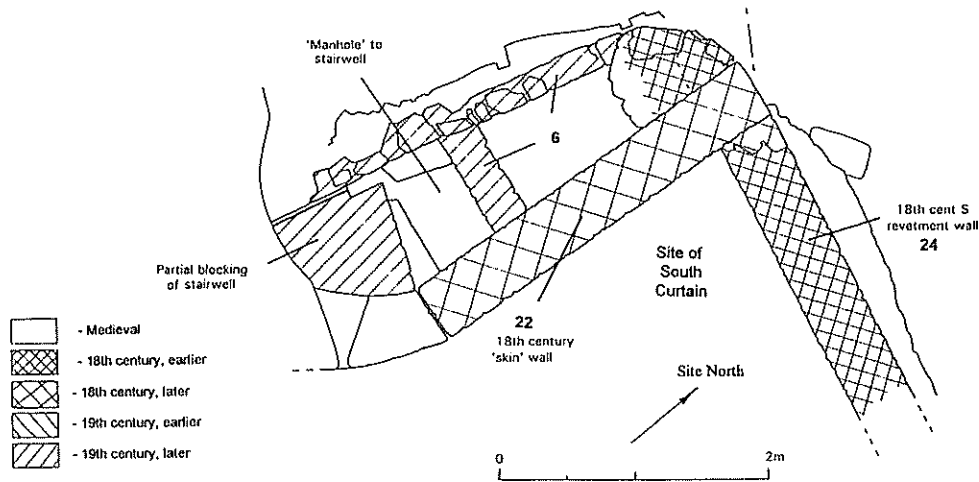 'Manhole' to
stairwell
6
18th cent S
revetment wall
24
Partial blocking
of stairwell
Site of
South
Curtain
22
18th century
'skin' wall
Site North
- Medieval
- 18th century, earlier
- 18th century, later
- 19th century, earlier
- 19th century, later
0
2m